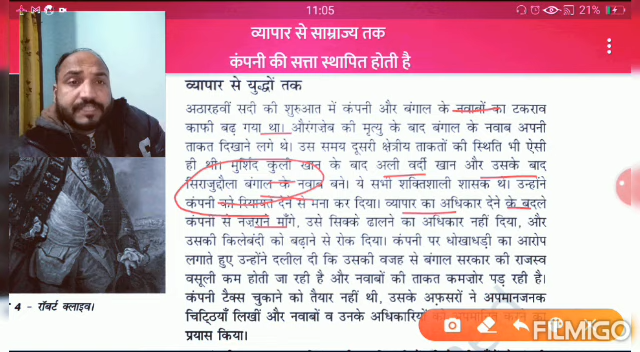 11:05
21%
व्यापार से साम्राज्य तक
कंपनी की सत्ता स्थापित होती है
व्यापार से युद्धों तक
अठारहवीं सदी की शुरुआत में कंपनी और बंगाल के नवाबों का टकराव
काफी बढ़ गया था। औरंगज़ेब की मृत्यु के बाद बंगाल के नवाब अपनी
ताकत दिखाने लगे थे। उस समय दूसरी क्षेत्रीय ताकतों की स्थिति भी ऐसी
ही थी। मुर्शिद कुली खान के बाद अली वर्दी खान और उसके बाद
सिराजुद्दौला बंगाल के नवाब बने। ये सभी शक्तिशाली शासक थे। उन्होंने
कंपनी को रियायतें देने से मना कर दिया। व्यापार का अधिकार देने के बदले
कंपनी से नज़राने माँगे, उसे सिक्के ढालने का अधिकार नहीं दिया, और
उसकी किलेबंदी को बढ़ाने से रोक दिया। कंपनी पर धोखाधड़ी का आरोप
लगाते हुए उन्होंने दलील दी कि उसकी वजह से बंगाल सरकार की राजस्व
वसूली कम होती जा रही है और नवाबों की ताकत कमज़ोर पड़ रही है।
कंपनी टैक्स चुकाने को तैयार नहीं थी, उसके अफ़सरों ने अपमानजनक
चिट्ठियाँ लिखीं और नवाबों व उनके अधिकारियों को अपमानित करने का
प्रयास किया।
4 - रॉबर्ट क्लाइव।
FILMIGO